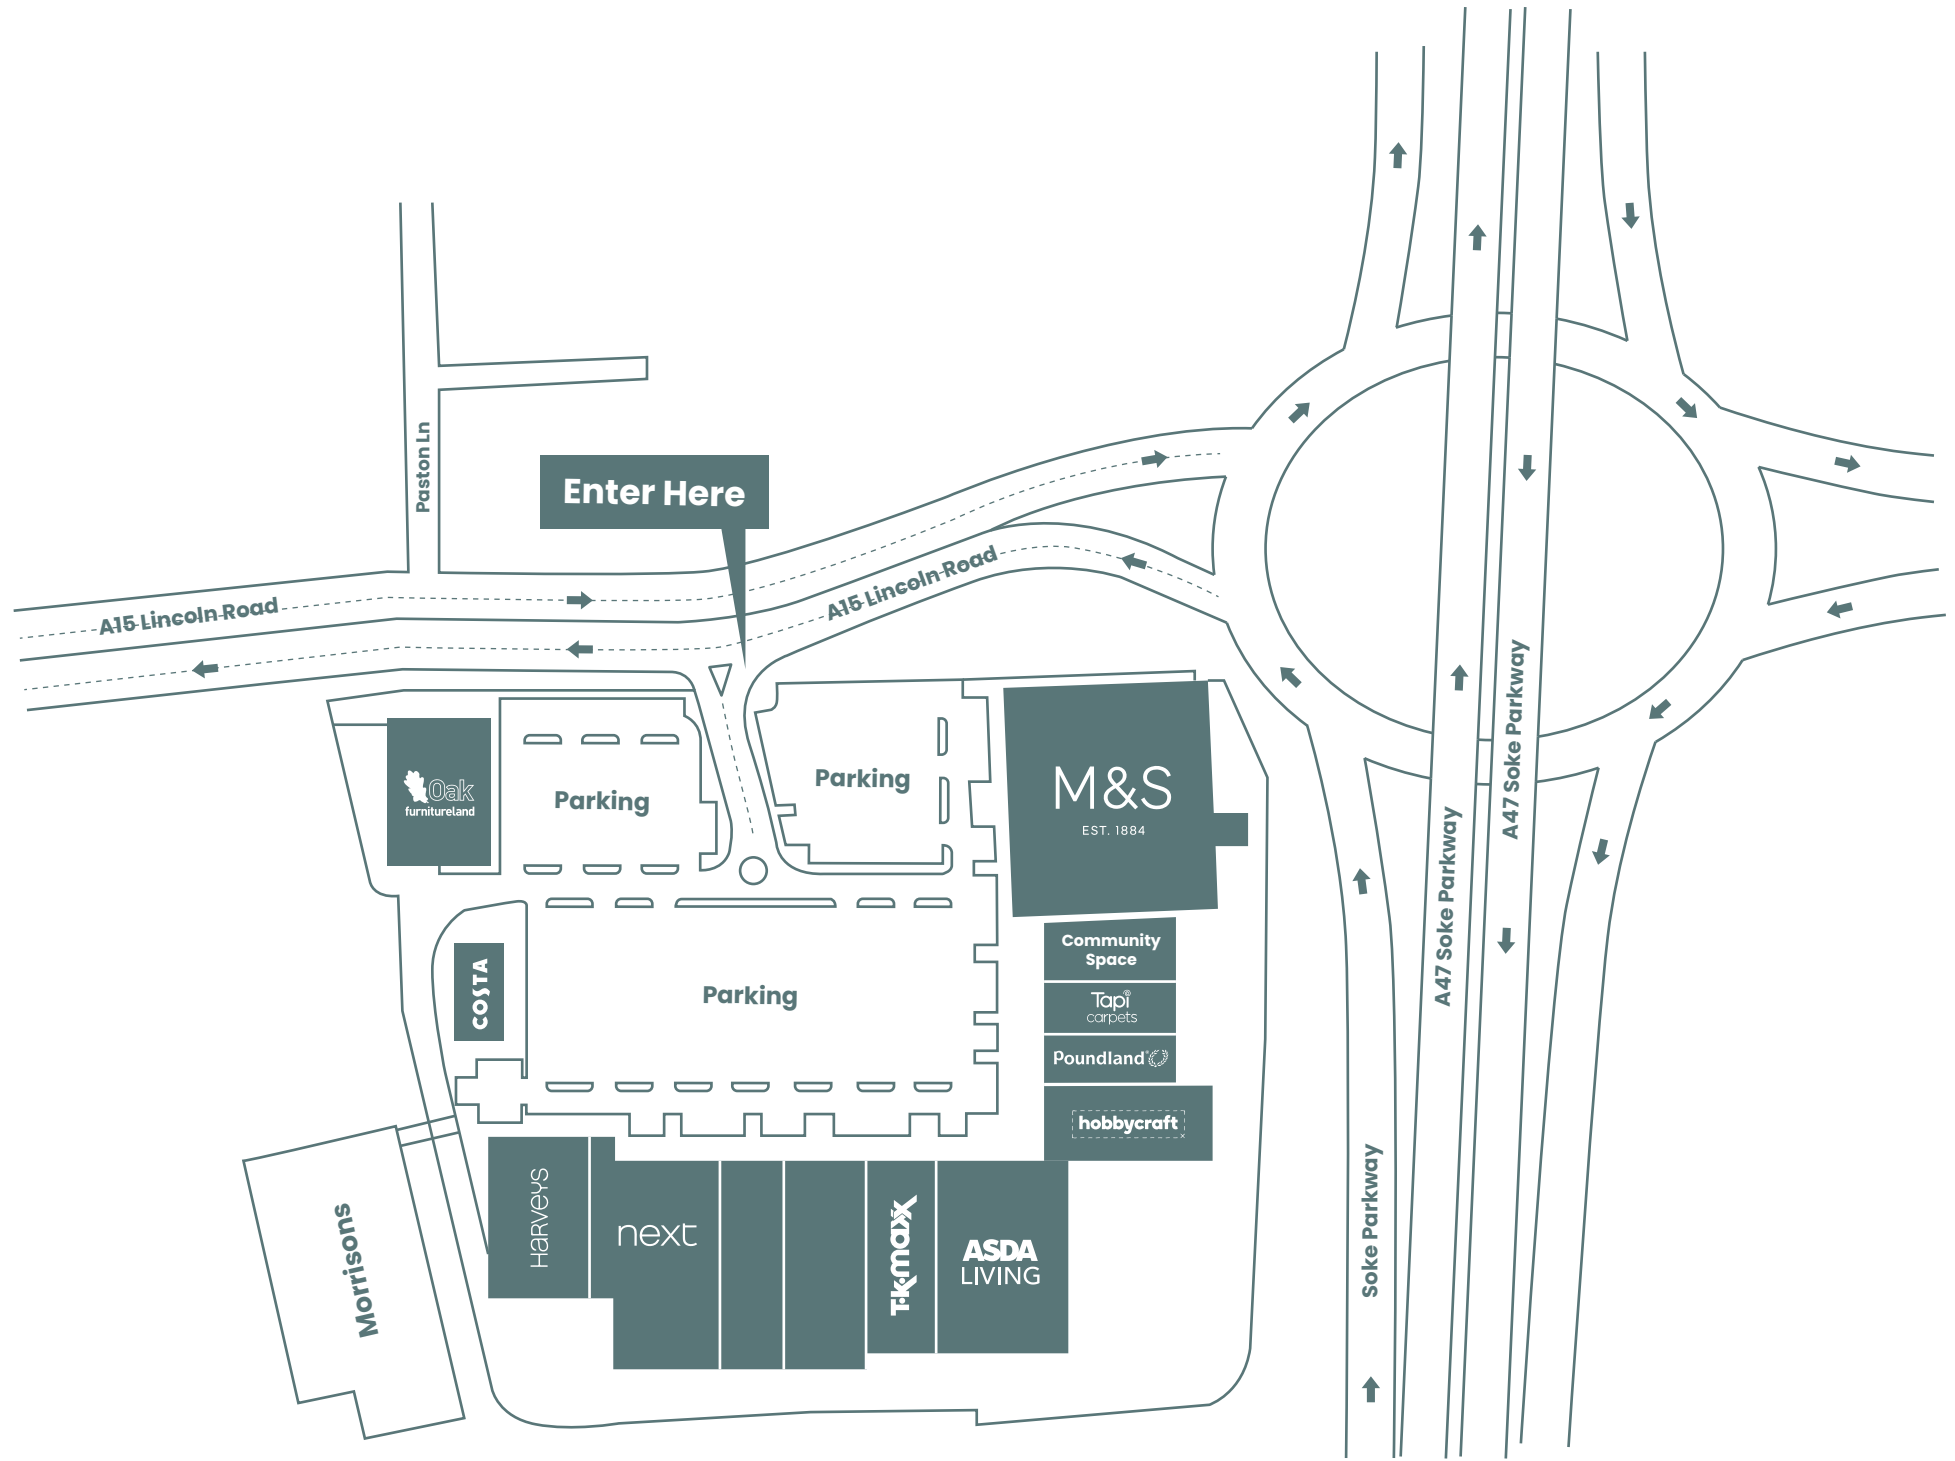 Paston Ln
Enter Here
A15 Lincoln Road
A15 Lincoln Road
Oak
furnitureland
Parking
Parking
M&S
EST. 1884
A47 Soke Parkway
A47 Soke Parkway
COSTA
Parking
Community
Space
Tapi
carpets
Poundland
hobbycraft
Morrisons
HARVEYS
next
TK maxx
ASDA
LIVING
Soke Parkway